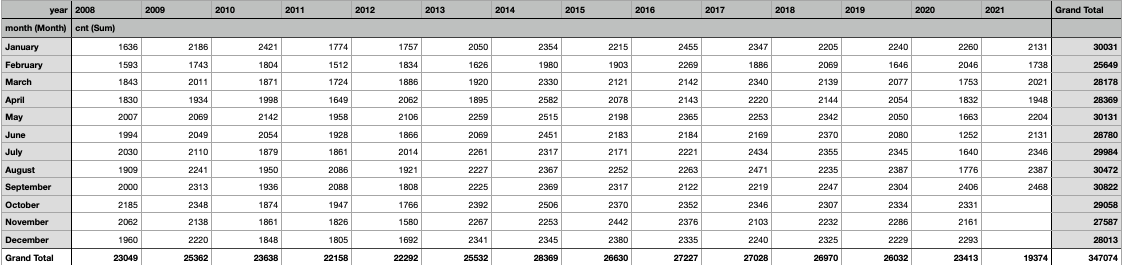 year 2008 2009 2010 2011 2012 2013 2014 2015 2016 2017 2018 2019 2020 2021 Grand Total
month (Month) cnt (Sum)
January 1636 2186 2421 1774 1757 2050 2354 2215 2455 2347 2205 2240 2260 2131 30031
February 1593 1743 1804 1512 1834 1626 1980 1903 2269 1886 2069 1646 2046 1738 25649
March 1843 2011 1871 1724 1886 1920 2330 2121 2142 2340 2139 2077 1753 2021 28178
April 1830 1934 1998 1649 2062 1895 2582 2078 2143 2220 2144 2054 1832 1948 28369
May 2007 2069 2142 1958 2106 2259 2515 2198 2365 2253 2342 2050 1663 2204 30131
June 1994 2049 2054 1928 1866 2069 2451 2183 2184 2169 2370 2080 1252 2131 28780
July 2030 2110 1879 1861 2014 2261 2317 2171 2221 2434 2355 2345 1640 2346 29984
August 1909 2241 1950 2086 1921 2227 2367 2252 2263 2471 2235 2387 1776 2387 30472
September 2000 2313 1936 2088 1808 2225 2369 2317 2122 2219 2247 2304 2406 2468 30822
October 2185 2348 1874 1947 1766 2392 2506 2370 2352 2346 2307 2334 2331 29058
November 2062 2138 1861 1826 1580 2267 2253 2442 2376 2103 2232 2286 2161 27587
December 1960 2220 1848 1805 1692 2341 2345 2380 2335 2240 2325 2229 2293 28013
Grand Total 23049 25362 23638 22158 22292 25532 28369 26630 27227 27028 26970 26032 23413 19374 347074